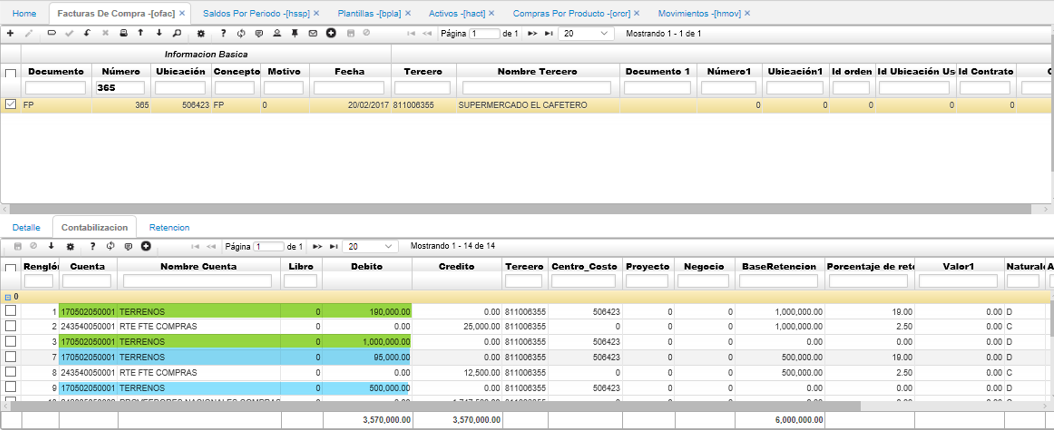 Home Facturas De Compra -[ofac] × Saldos Por Periodo -[hssp] × Plantillas -[bpla] × Activos -[hact] × Compras Por Producto -[orcr] × Movimientos -[hmov] ×
Página 1 de 1 20 Mostrando 1 - 1 de 1
Informacion Basica
Documento Número Ubicación Concepto Motivo Fecha Tercero Nombre Tercero Documento 1 Número1 Ubicación1 Id orden Id Ubicación Us Id Contrato
365
FP 365 506423 FP 0 20/02/2017 811006355 SUPERMERCADO EL CAFETERO 0 0 0 0 0
Detalle Contabilizacion Retencion
Página 1 de 1 20 Mostrando 1 - 14 de 14
Renglón Cuenta Nombre Cuenta Libro Debito Credito Tercero Centro_Costo Proyecto Negocio BaseRetencion Porcentaje de rete Valor1 Naturale
0
1 170502050001 TERRENOS 0 190,000.00 0.00 811006355 506423 0 0 1,000,000.00 19.00 0.00 D
2 243540050001 RTE FTE COMPRAS 0 0.00 25,000.00 811006355 0 0 1,000,000.00 2.50 0.00 C
3 170502050001 TERRENOS 0 1,000,000.00 0.00 811006355 506423 0 0 0.00 0.00 0.00 D
7 170502050001 TERRENOS 0 95,000.00 0.00 811006355 506423 0 0 500,000.00 19.00 0.00 D
8 243540050001 RTE FTE COMPRAS 0 0.00 12,500.00 811006355 0 0 500,000.00 2.50 0.00 C
9 170502050001 TERRENOS 0 500,000.00 0.00 811006355 506423 0 0 0.00 0.00 0.00 D
3,570,000.00 3,570,000.00 6,000,000.00